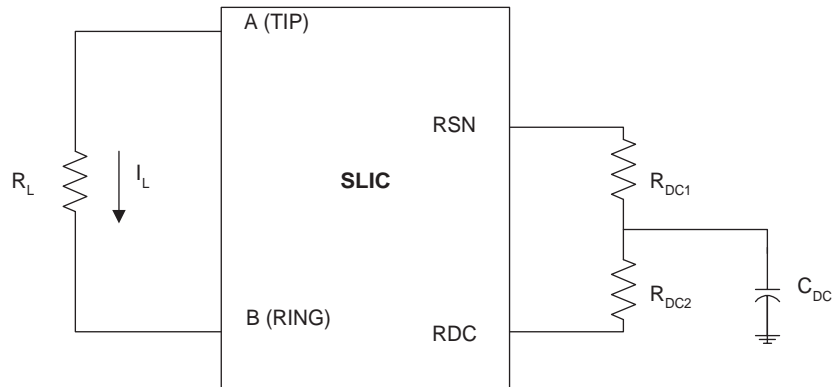 A (TIP)
RSN
SLIC
R_L
I_L
R_DC1
R_DC2
C_DC
B (RING)
RDC